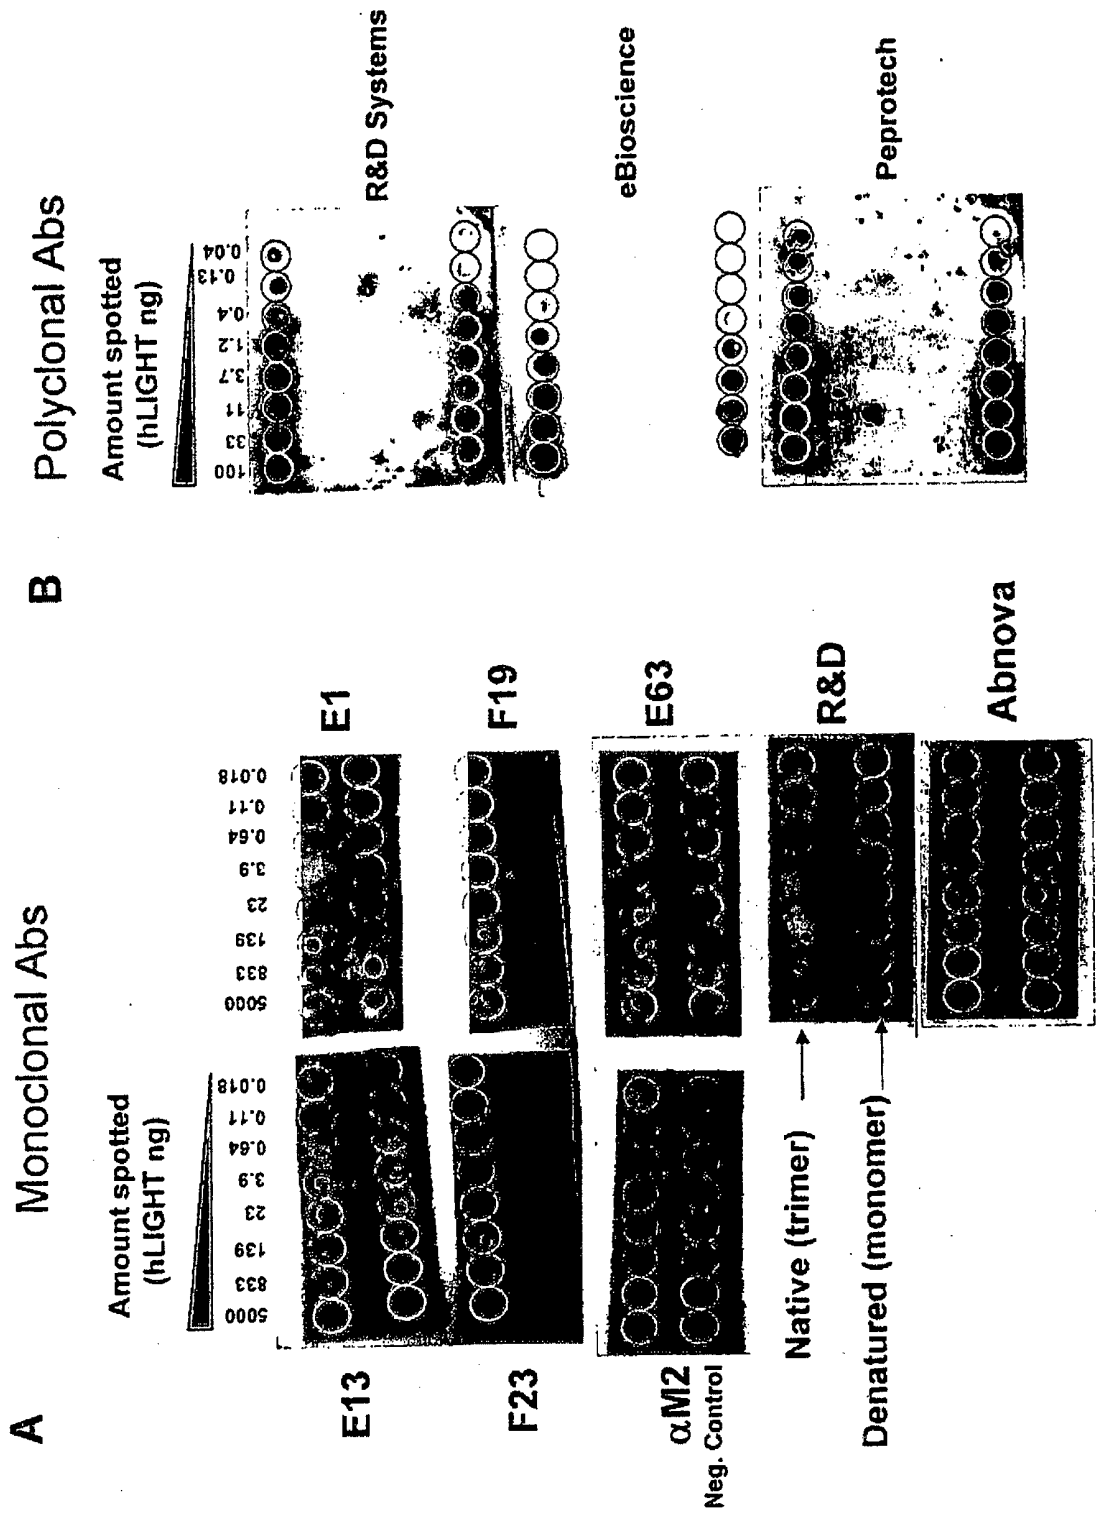 A
Monoclonal Abs
Amount spotted
(hLIGHT ng)
5000 833 139 23 3.9 0.64 0.11 0.018
5000 833 139 23 3.9 0.64 0.11 0.018
E13
E1
F23
F19
αM2
Neg. Control
E63
Native (trimer)
R&D
Denatured (monomer)
Abnova
B
Polyclonal Abs
Amount spotted
(hLIGHT ng)
100 33 11 3.7 1.2 0.4 0.13 0.04
R&D Systems
eBioscience
Peprotech